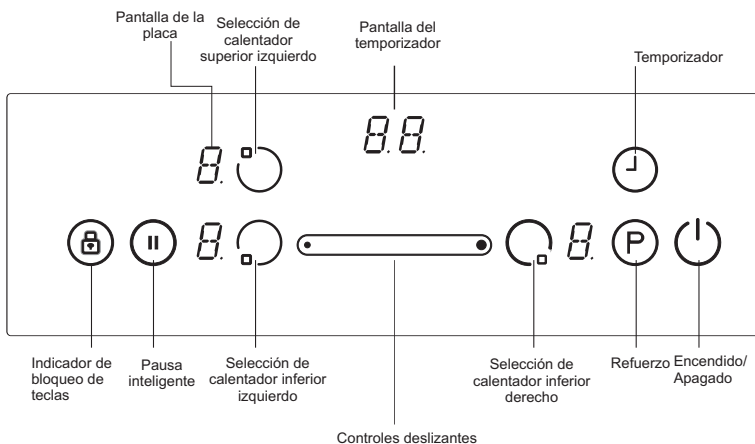 Pantalla de la
placa
Selección de
calentador
superior izquierdo
Pantalla del
temporizador
Temporizador
8.
8.8.
8.
8.
P
Indicador de
bloqueo de
teclas
Pausa
inteligente
Selección de
calentador inferior
izquierdo
Selección de
calentador inferior
derecho
Refuerzo
Encendido/
Apagado
Controles deslizantes